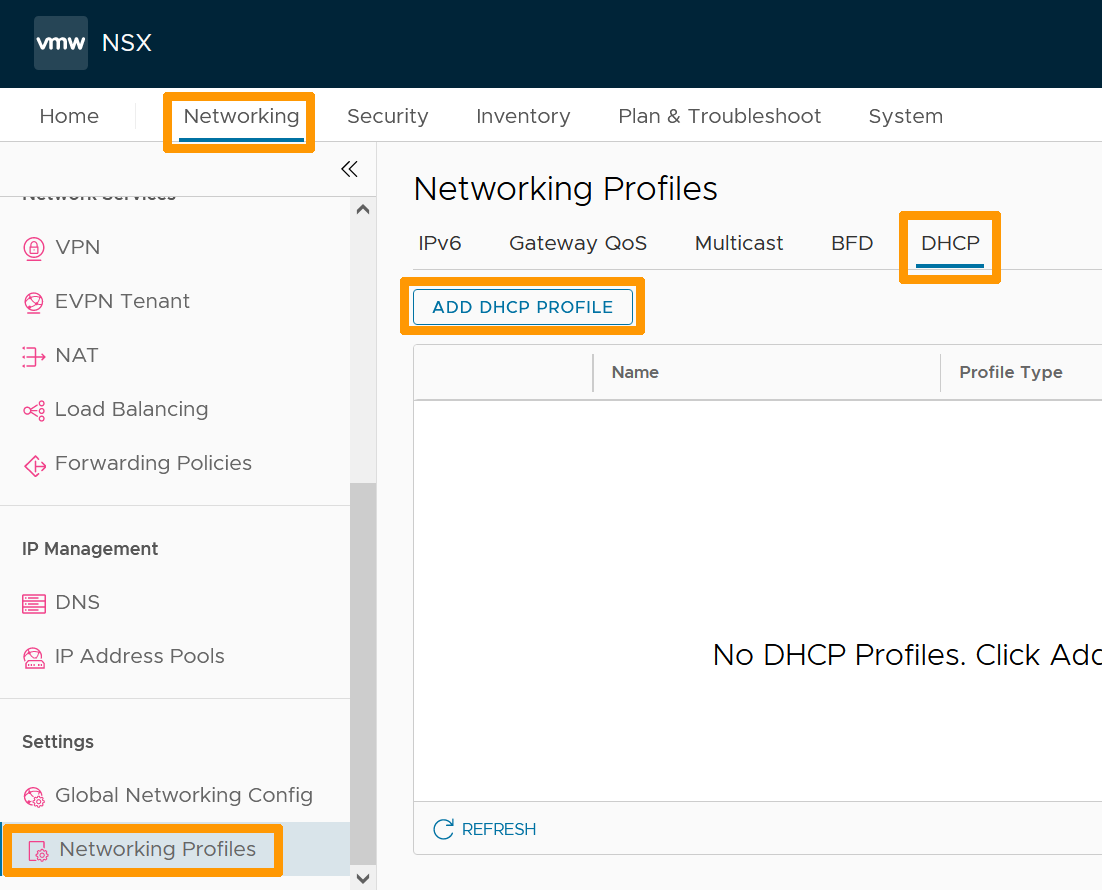 vmw NSX
Home Networking Security Inventory Plan & Troubleshoot System
Network Services
VPN
EVPN Tenant
NAT
Load Balancing
Forwarding Policies
IP Management
DNS
IP Address Pools
Settings
Global Networking Config
Networking Profiles
Networking Profiles
IPv6 Gateway QoS Multicast BFD DHCP
ADD DHCP PROFILE
Name Profile Type
No DHCP Profiles. Click Add
REFRESH